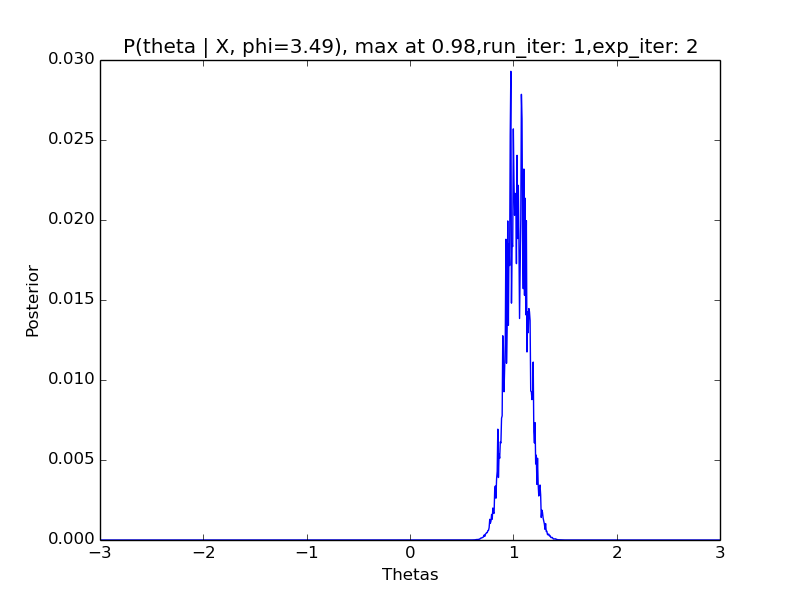 P(theta | X, phi=3.49), max at 0.98,run_iter: 1,exp_iter: 2
0.030
0.025
0.020
0.015
0.010
0.005
0.000
Posterior
−3 −2 −1 0 1 2 3
Thetas